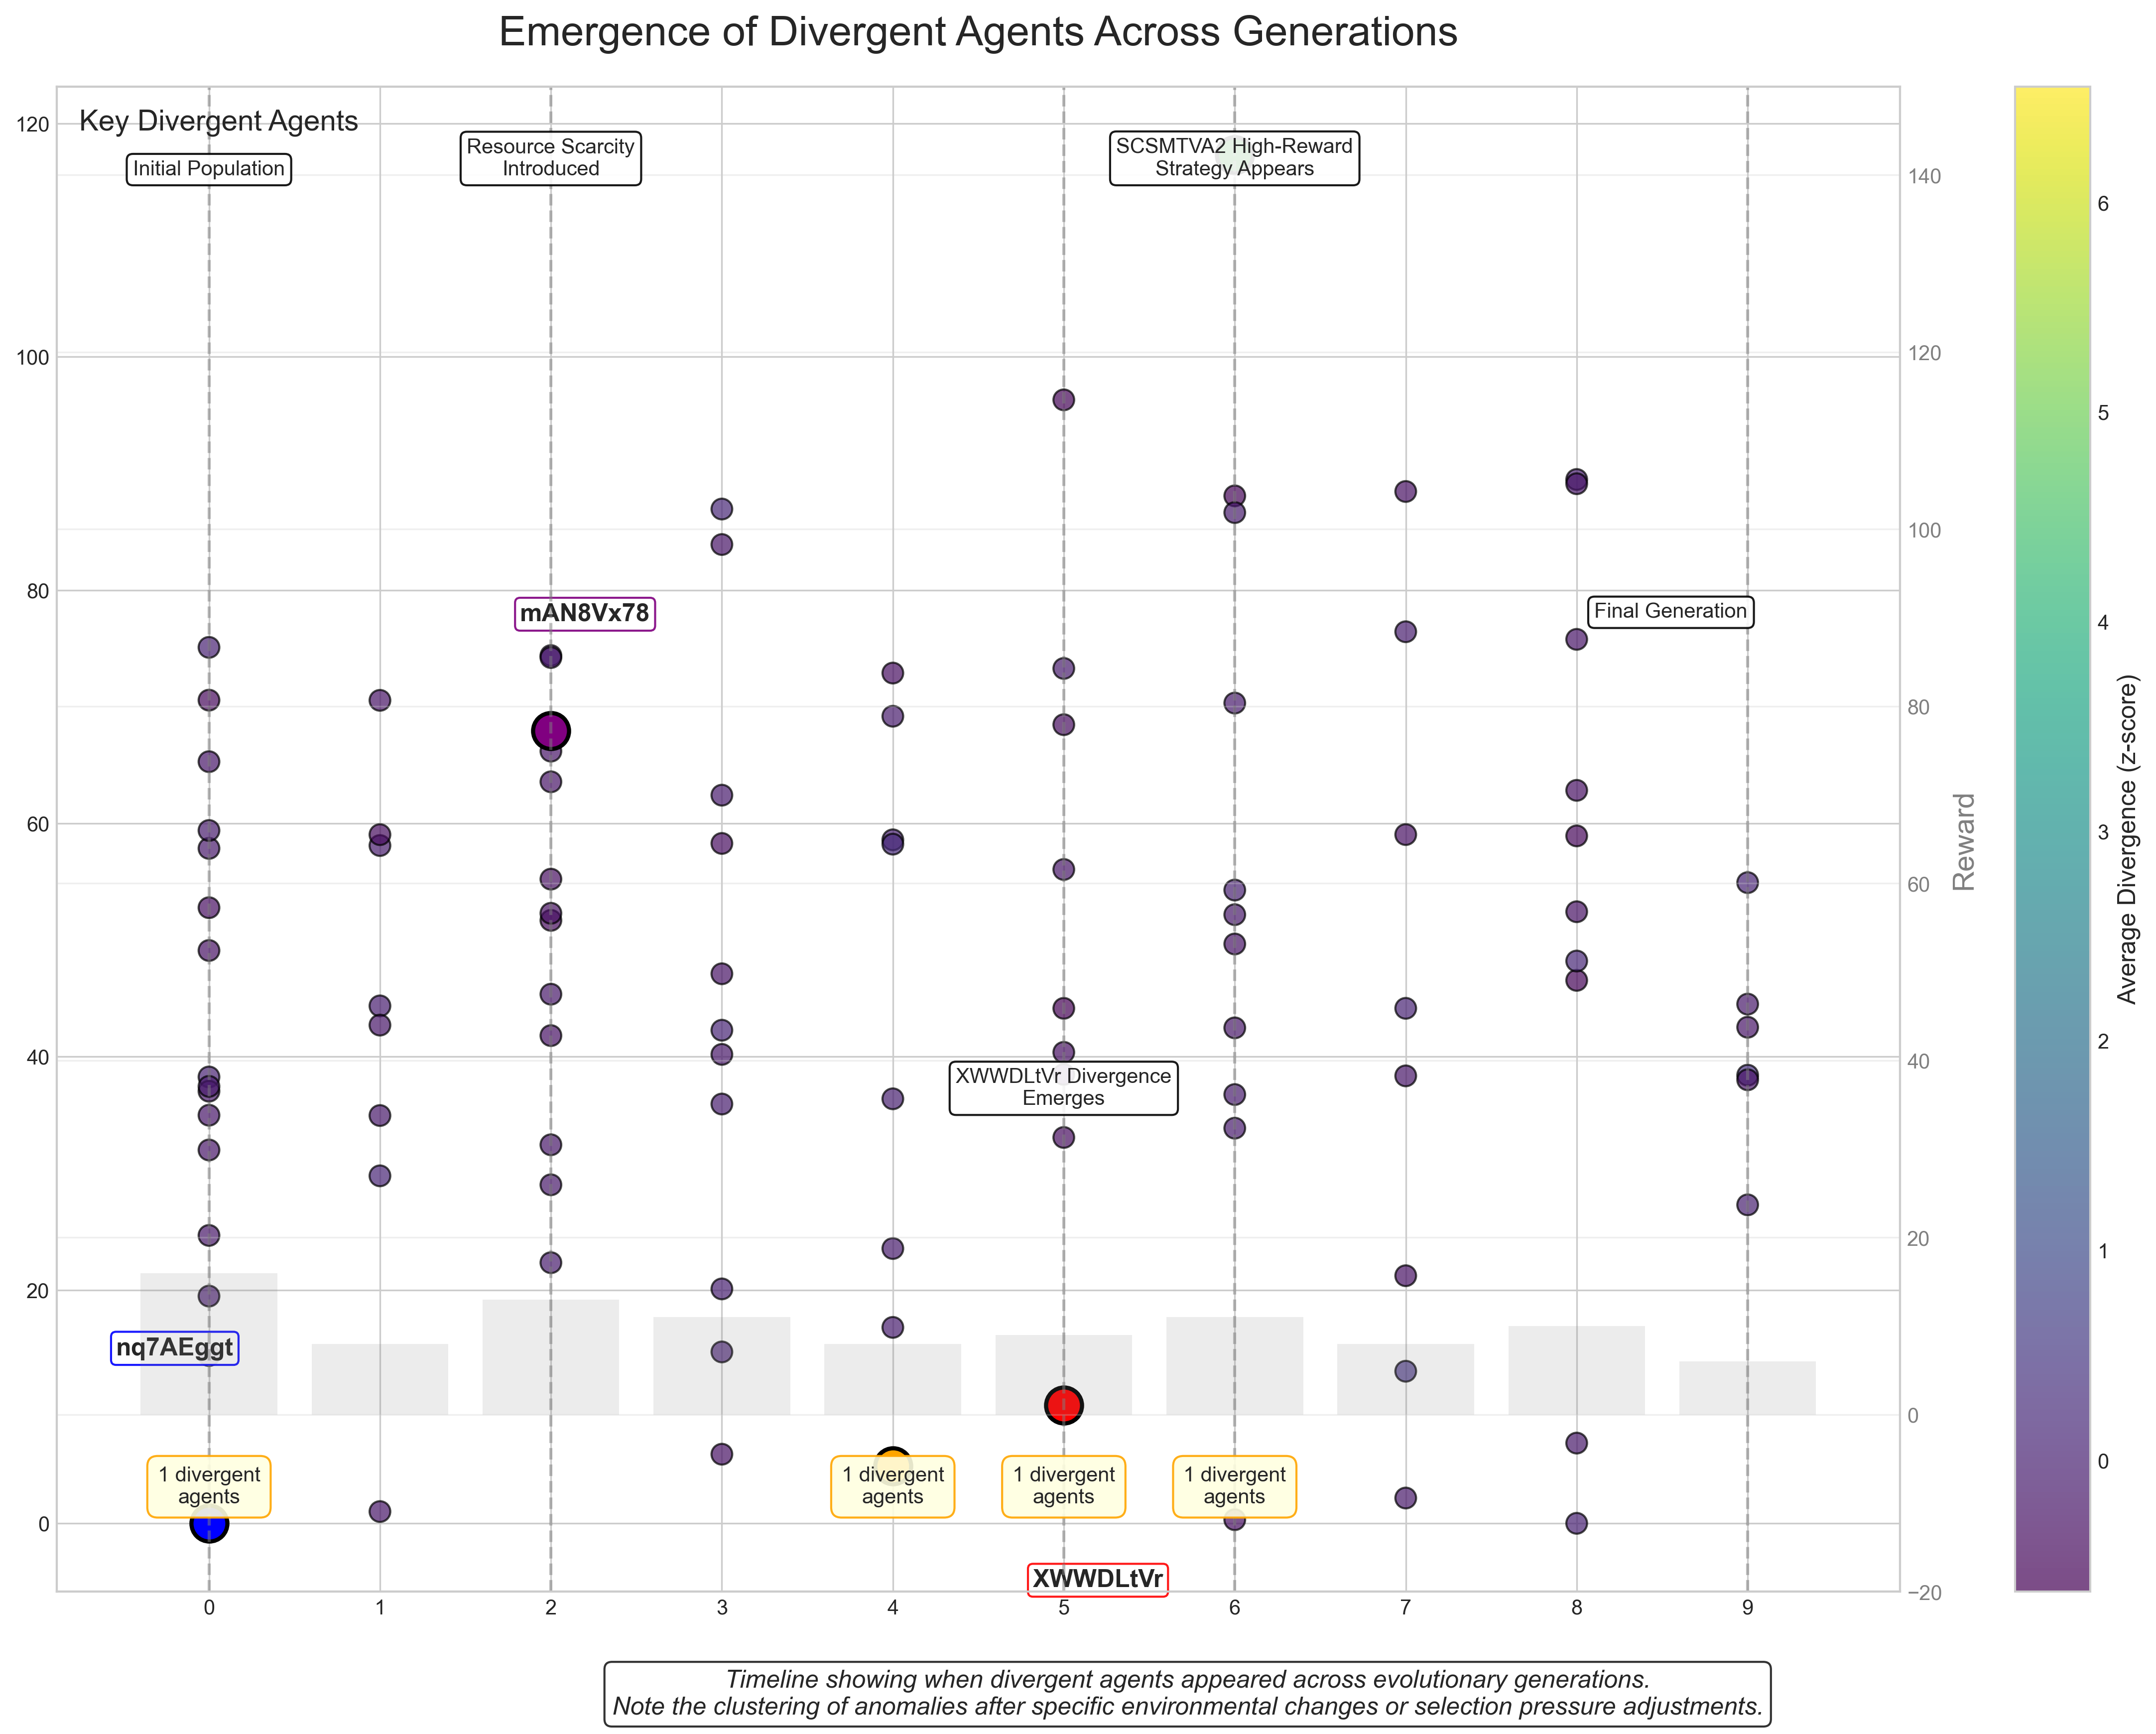 Emergence of Divergent Agents Across Generations
Key Divergent Agents
Initial Population
Resource Scarcity
Introduced
SCSMTVA2 High-Reward
Strategy Appears
mAN8Vx78
Final Generation
XWWDLtVr Divergence
Emerges
nq7AEggt
1 divergent
agents
1 divergent
agents
1 divergent
agents
1 divergent
agents
XWWDLtVr
120
100
80
60
40
20
0
0
1
2
3
4
5
6
7
8
9
140
120
100
80
60
40
20
0
−20
Reward
6
5
4
3
2
1
0
Average Divergence (z-score)
Timeline showing when divergent agents appeared across evolutionary generations.
Note the clustering of anomalies after specific environmental changes or selection pressure adjustments.